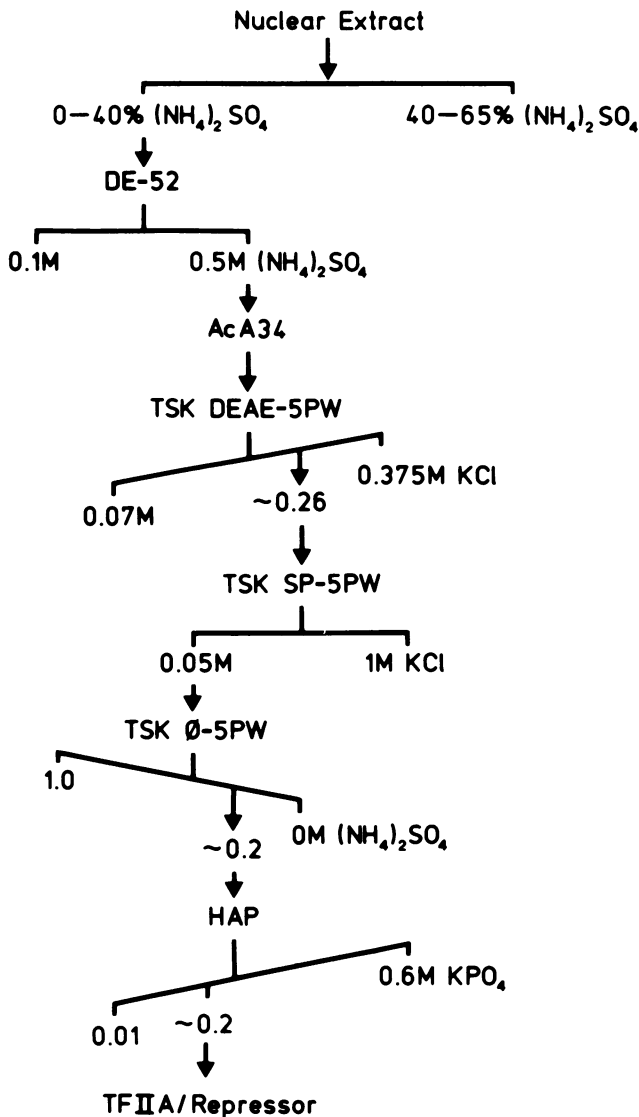 Nuclear Extract
0-40% (NH₄)₂SO₄ 40-65% (NH₄)₂SO₄
DE-52
0.1M 0.5M (NH₄)₂SO₄
AcA34
TSK DEAE-5PW
0.375M KCl
0.07M ~0.26
TSK SP-5PW
0.05M 1M KCl
TSK Ø-5PW
1.0
0M (NH₄)₂SO₄
~0.2
HAP
0.6M KPO₄
0.01 ~0.2
TFIIA/Repressor